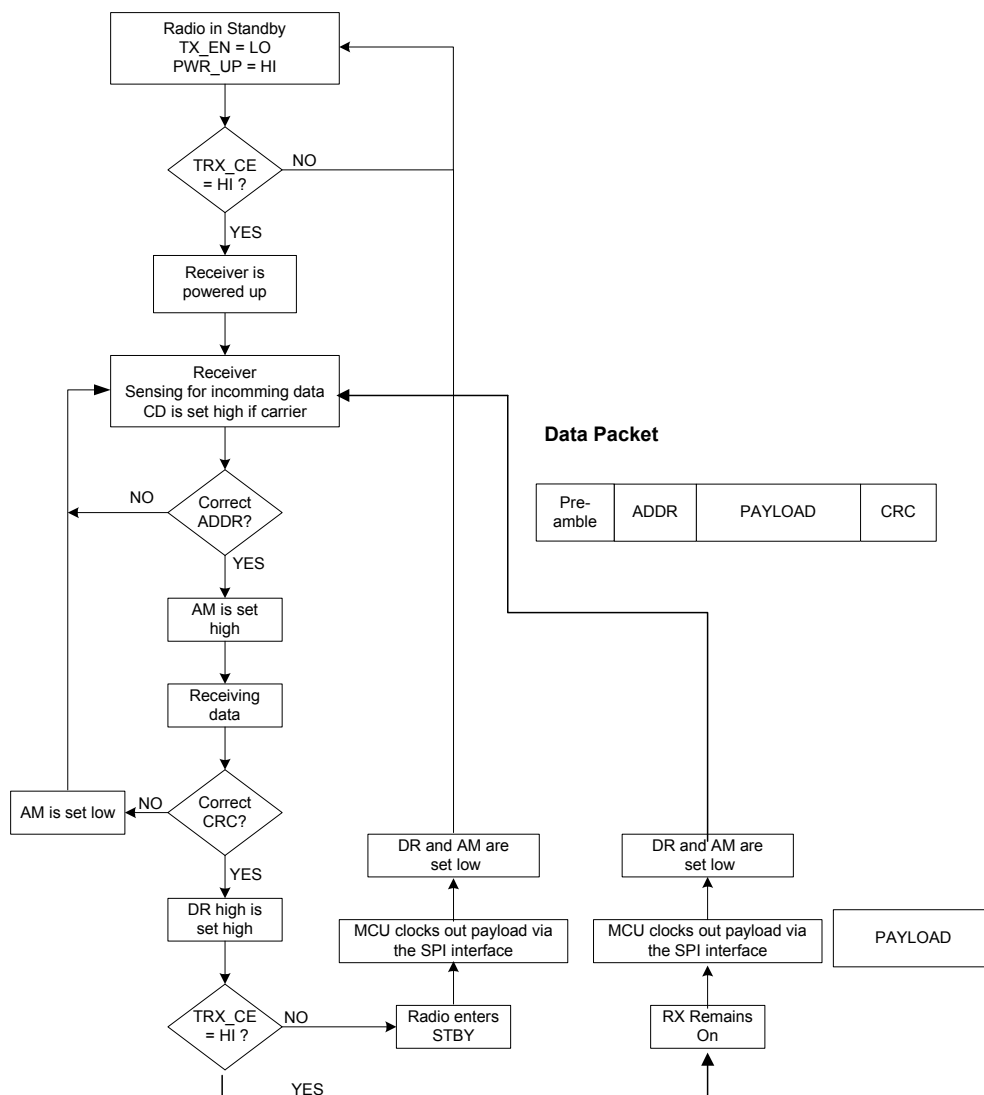 Radio in Standby
TX_EN = LO
PWR_UP = HI
TRX_CE
= HI ?
NO
YES
Receiver is
powered up
Receiver
Sensing for incomming data
CD is set high if carrier
Data Packet
Pre-
amble
ADDR
PAYLOAD
CRC
NO
Correct
ADDR?
YES
AM is set
high
Receiving
data
AM is set low
NO
Correct
CRC?
YES
DR and AM are
set low
DR and AM are
set low
DR high is
set high
MCU clocks out payload via
the SPI interface
MCU clocks out payload via
the SPI interface
PAYLOAD
TRX_CE
= HI ?
NO
Radio enters
STBY
RX Remains
On
YES